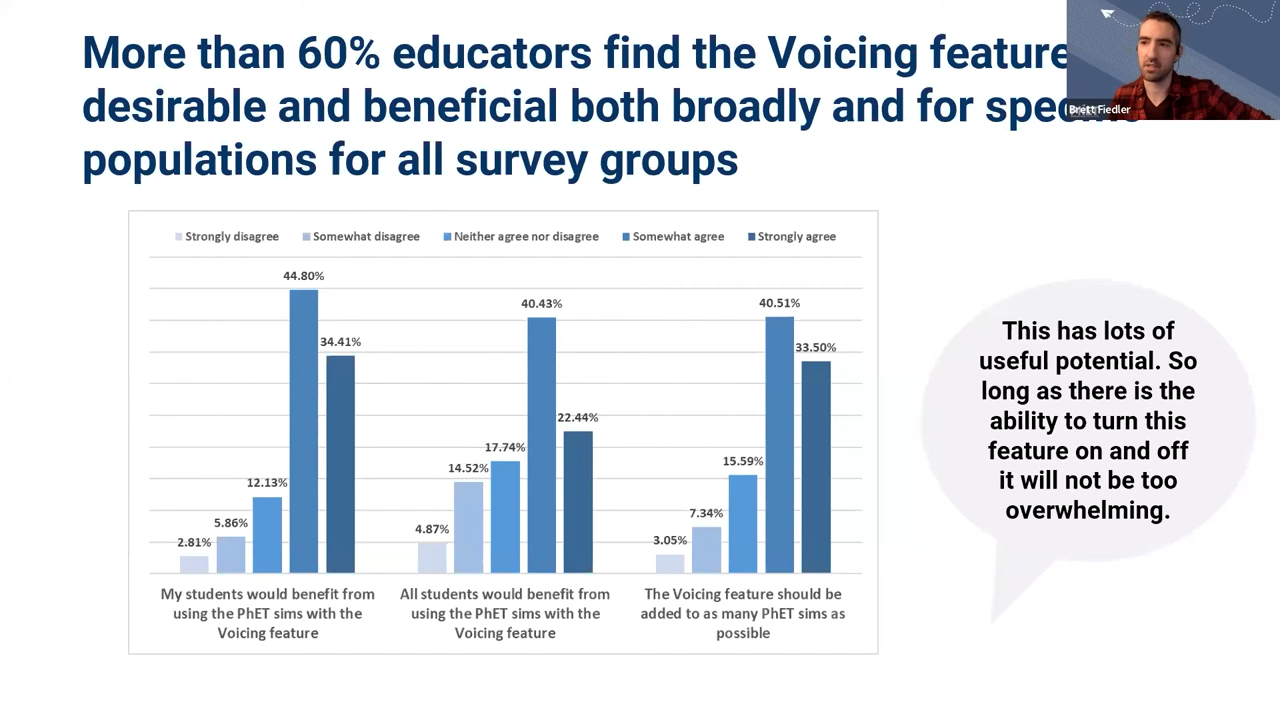 More than 60% educators find the Voicing feature
desirable and beneficial both broadly and for
populations for all survey groups
Brett Fiedler
Strongly disagree Somewhat disagree Neither agree nor disagree Somewhat agree Strongly agree
2.81% 5.86% 12.13% 44.80% 34.41%
4.87% 14.52% 17.74% 40.43% 22.44%
3.05% 7.34% 15.59% 40.51% 33.50%
My students would benefit from
using the PhET sims with the
Voicing feature
All students would benefit from
using the PhET sims with the
Voicing feature
The Voicing feature should be
added to as many PhET sims as
possible
This has lots of
useful potential. So
long as there is the
ability to turn this
feature on and off
it will not be too
overwhelming.